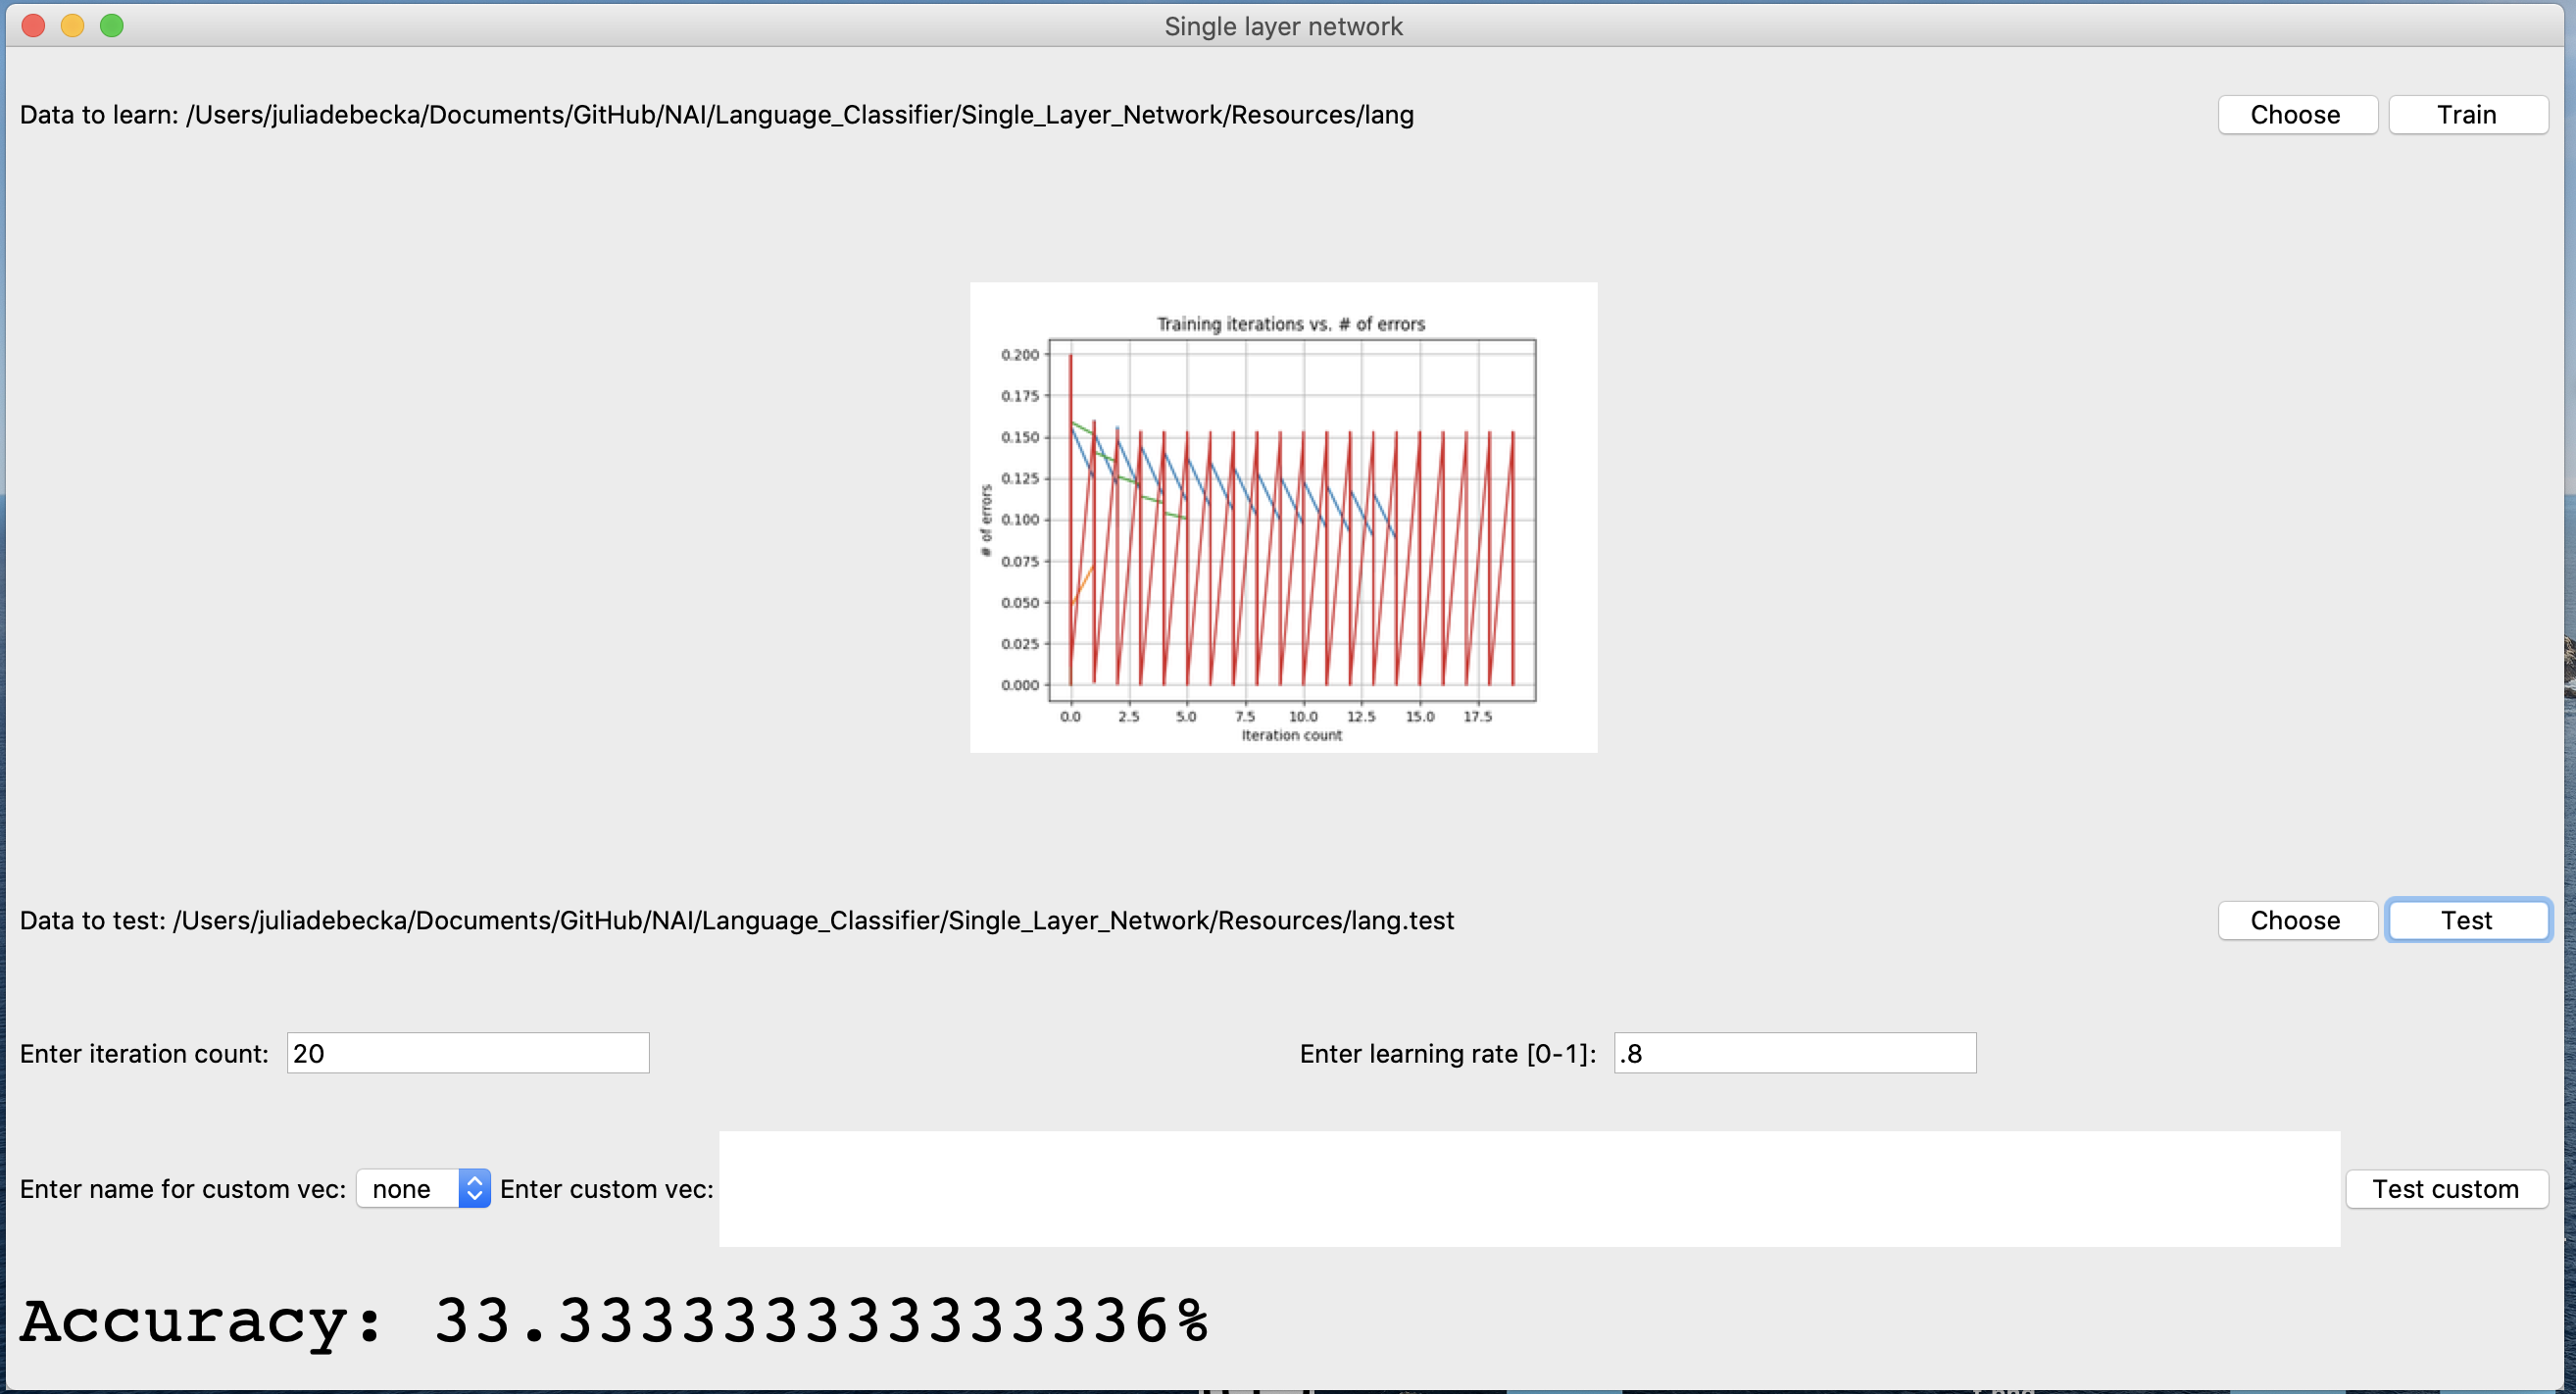 Single layer network
Data to learn: /Users/juliadebecka/Documents/GitHub/NAI/Language_Classifier/Single_Layer_Network/Resources/lang
Choose
Train
Training iterations vs. # of errors
0.200
0.175
0.150
0.125
0.100
0.075
0.050
0.025
0.000
# of errors
0.0 2.5 5.0 7.5 10.0 12.5 15.0 17.5
Iteration count
Data to test: /Users/juliadebecka/Documents/GitHub/NAI/Language_Classifier/Single_Layer_Network/Resources/lang.test
Choose
Test
Enter iteration count: 20
Enter learning rate [0-1]: .8
Enter name for custom vec: none Enter custom vec:
Test custom
Accuracy: 33.333333333333336%